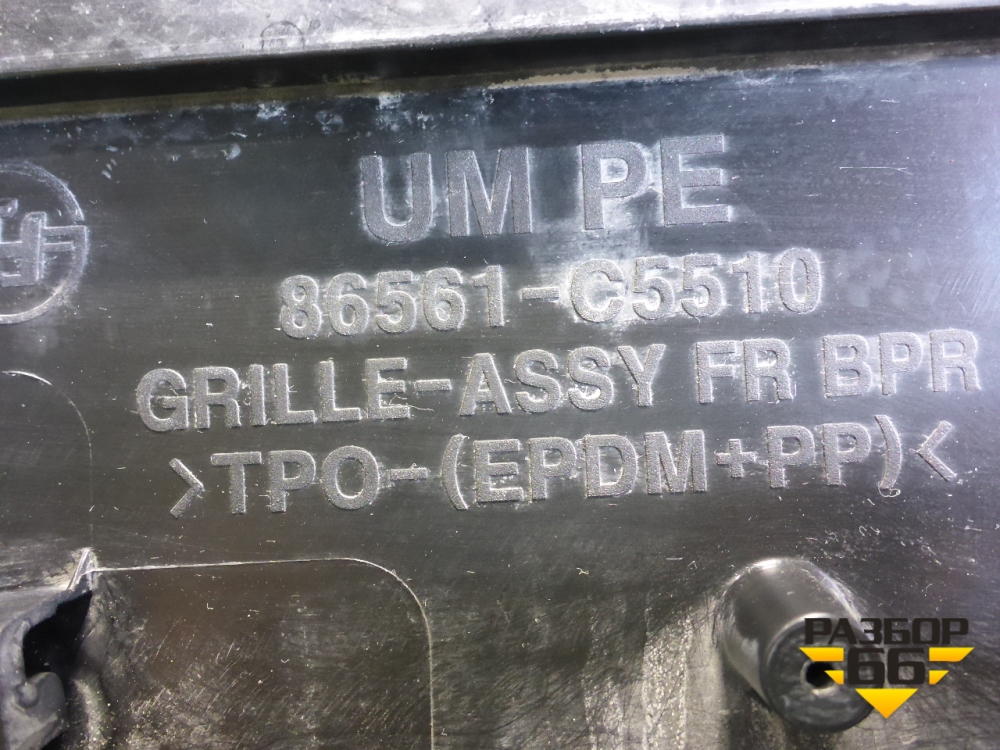 UM PE
86561-C5510
GRILLE-ASSY FR BPR
>TPO-(EPDM+PP)<
РАЗБОР
66